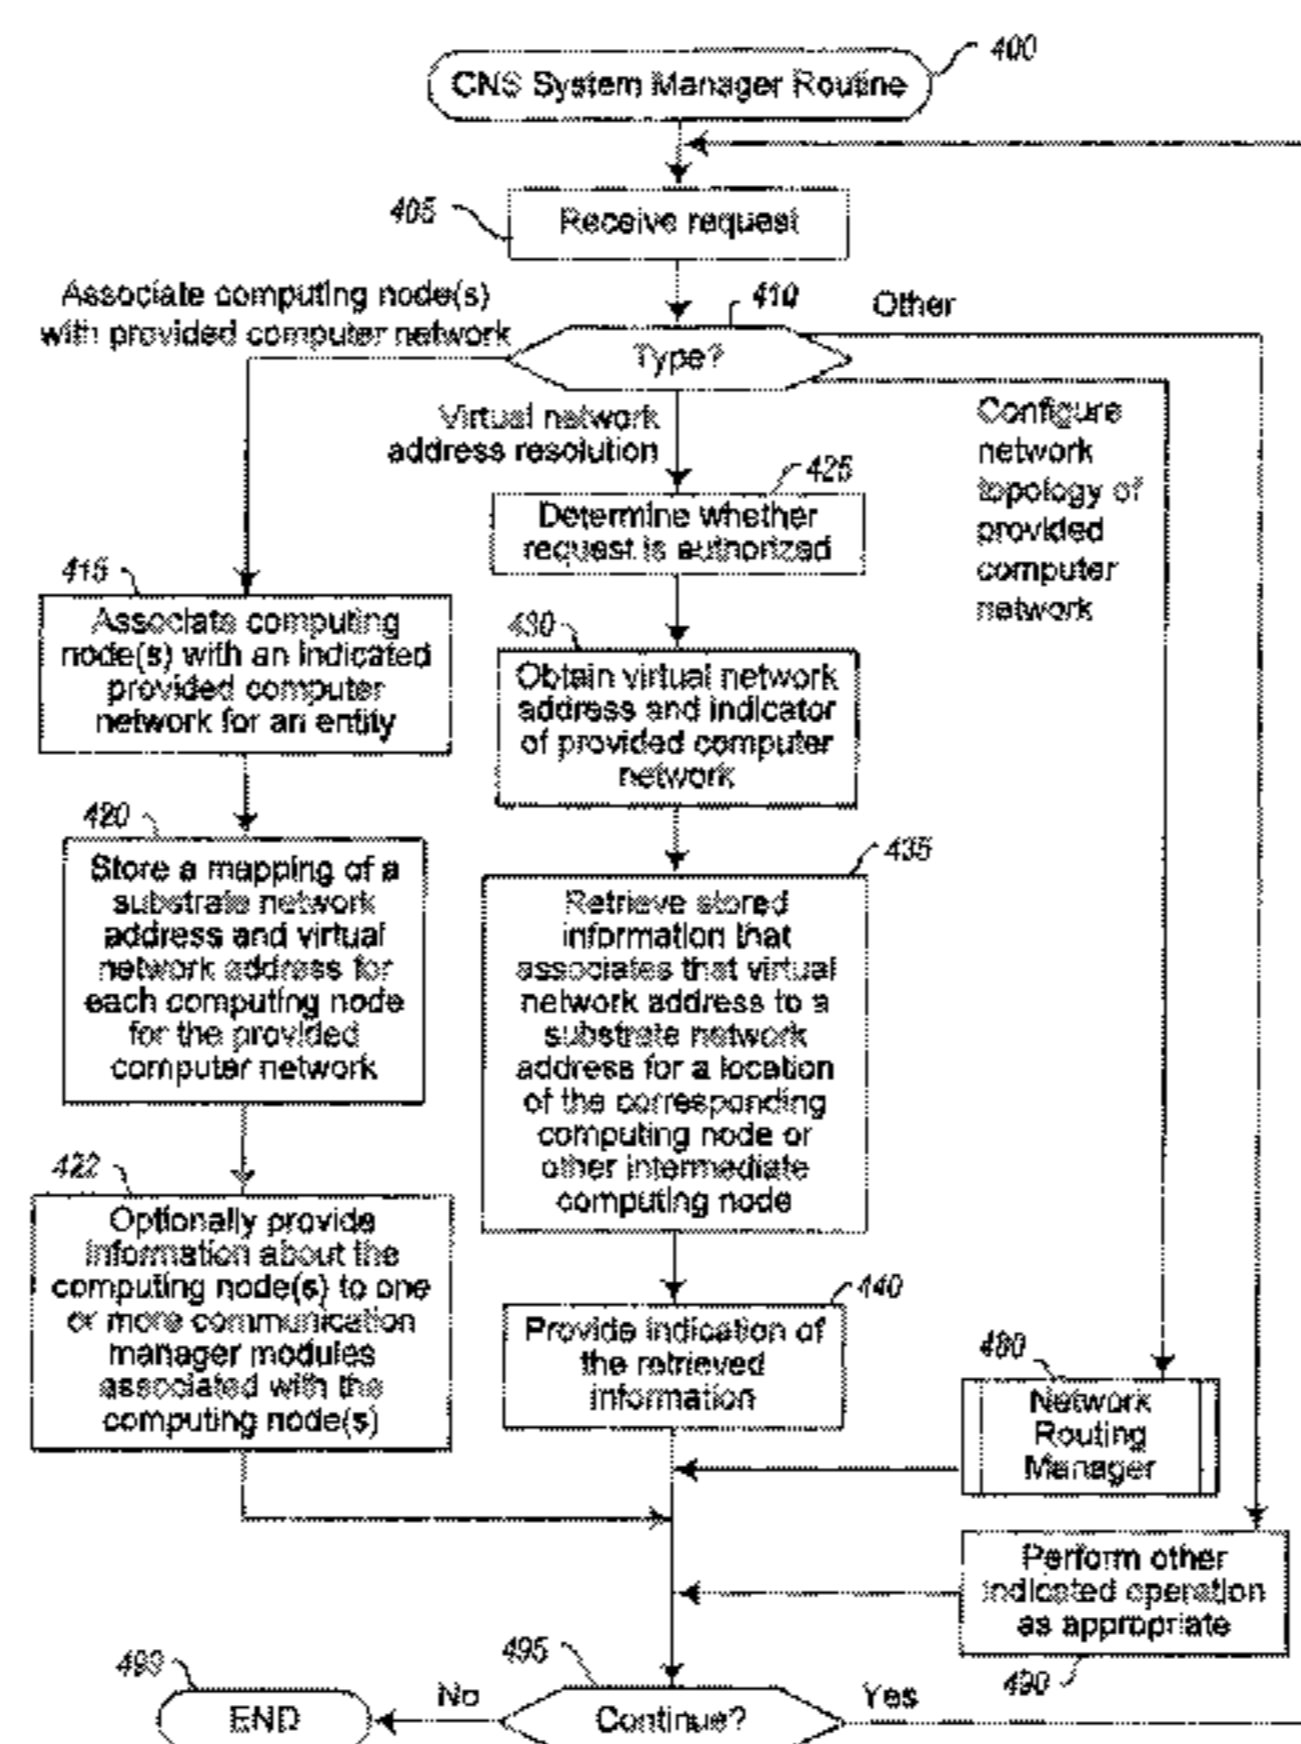 400
CNS System Manager Routine
405
Receive request
Associate computing node(s)
with provided computer network
410
Type?
Other
Virtual network
address resolution
Configure
network
topology of
provided
computer
network
425
Determine whether
request is authorized
415
Associate computing
node(s) with an indicated
provided computer
network for an entity
430
Obtain virtual network
address and indicator
of provided computer
network
420
Store a mapping of a
substrate network
address and virtual
network address for
each computing node
for the provided
computer network
435
Retrieve stored
information that
associates that virtual
network address to a
substrate network
address for a location
of the corresponding
computing node or
other intermediate
computing node
422
Optionally provide
information about the
computing node(s) to one
or more communication
manager modules
associated with the
computing node(s)
440
Provide indication of
the retrieved
information
480
Network
Routing
Manager
Perform other
indicated operation
as appropriate
490
495
Continue?
Yes
No
499
END